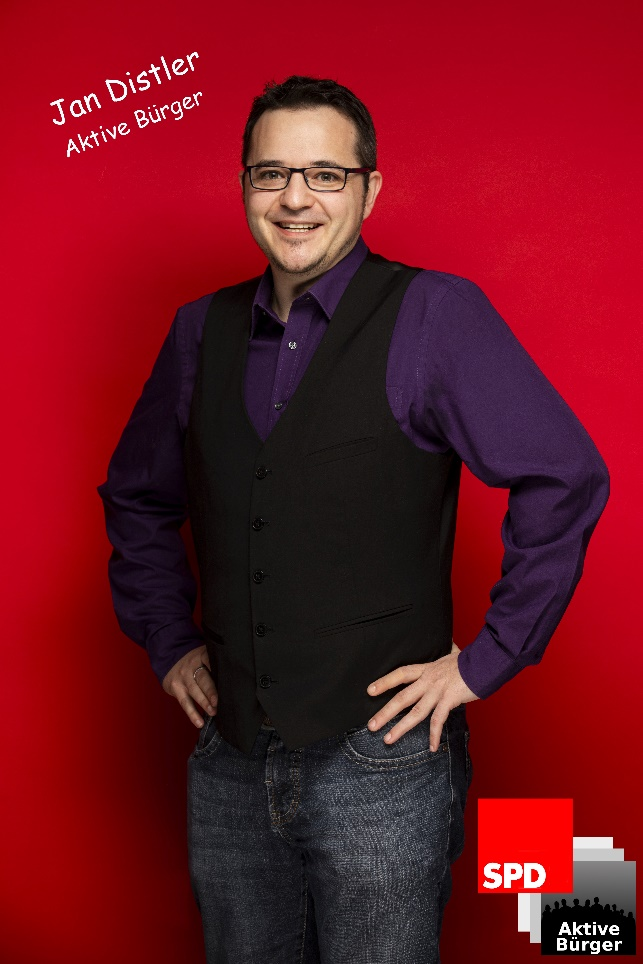 Jan Distler
Aktive Bürger
SPD
Aktive
Bürger